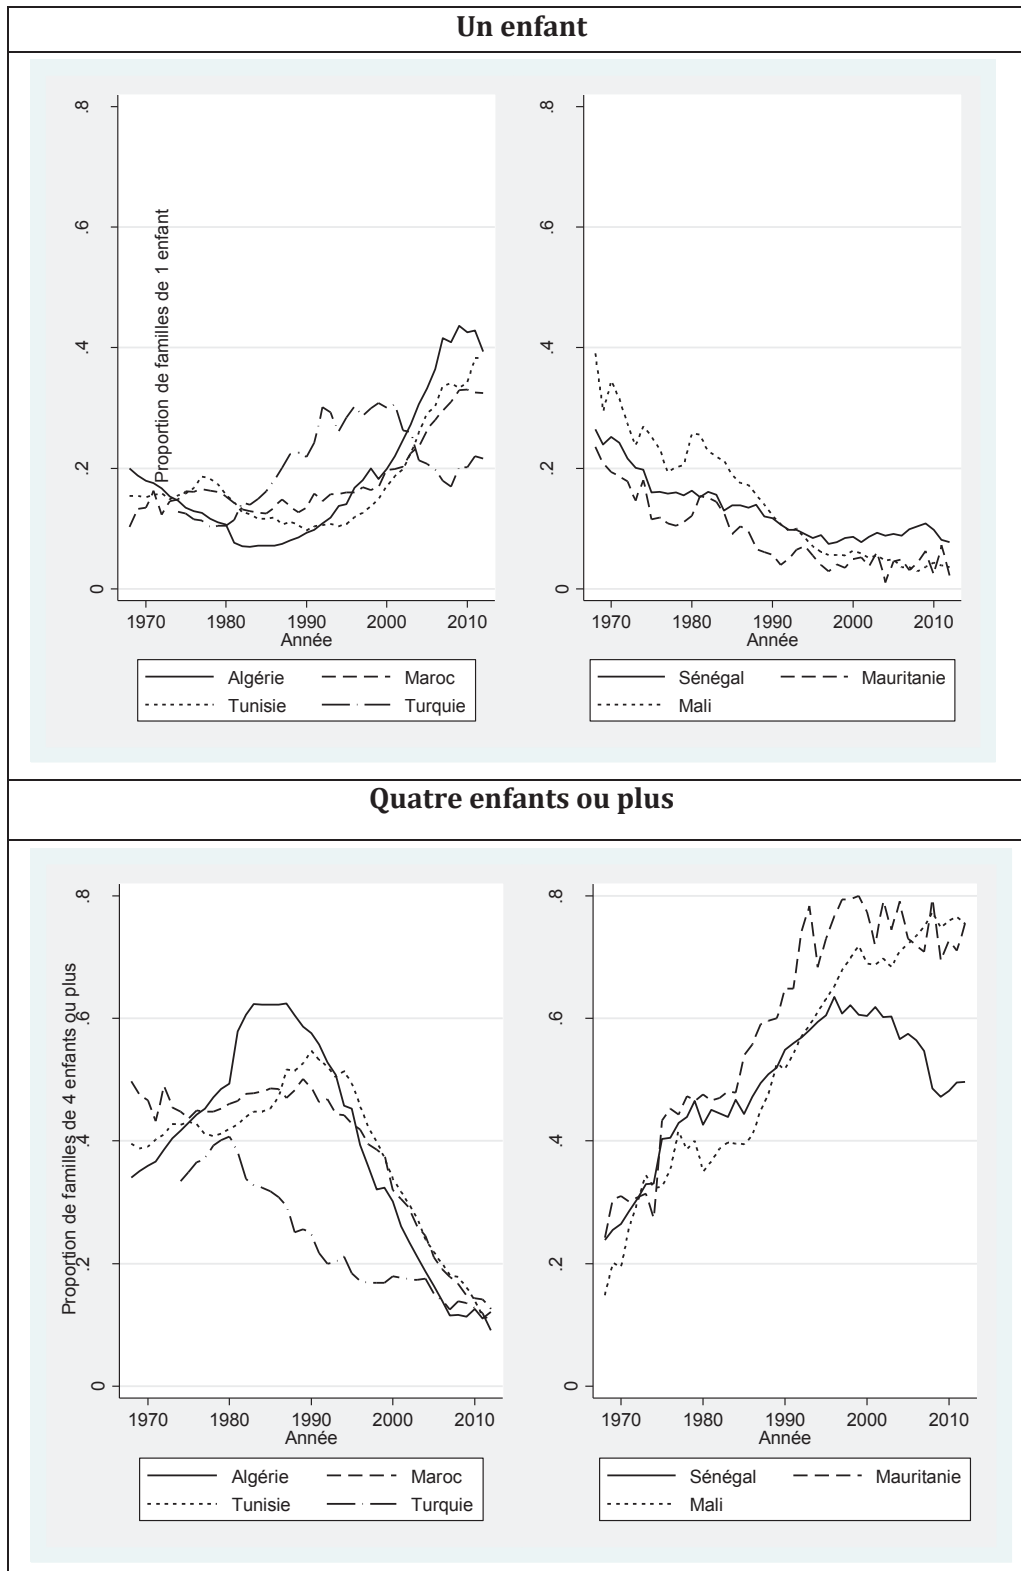 Un enfant
Proportion de familles de 1 enfant
0 .2 .4 .6 .8
1970 1980 1990 2000 2010
Année
Algérie Maroc
Tunisie Turquie
0 .2 .4 .6 .8
1970 1980 1990 2000 2010
Année
Sénégal Mauritanie
Mali
Quatre enfants ou plus
Proportion de familles de 4 enfants ou plus
0 .2 .4 .6 .8
1970 1980 1990 2000 2010
Année
Algérie Maroc
Tunisie Turquie
0 .2 .4 .6 .8
1970 1980 1990 2000 2010
Année
Sénégal Mauritanie
Mali